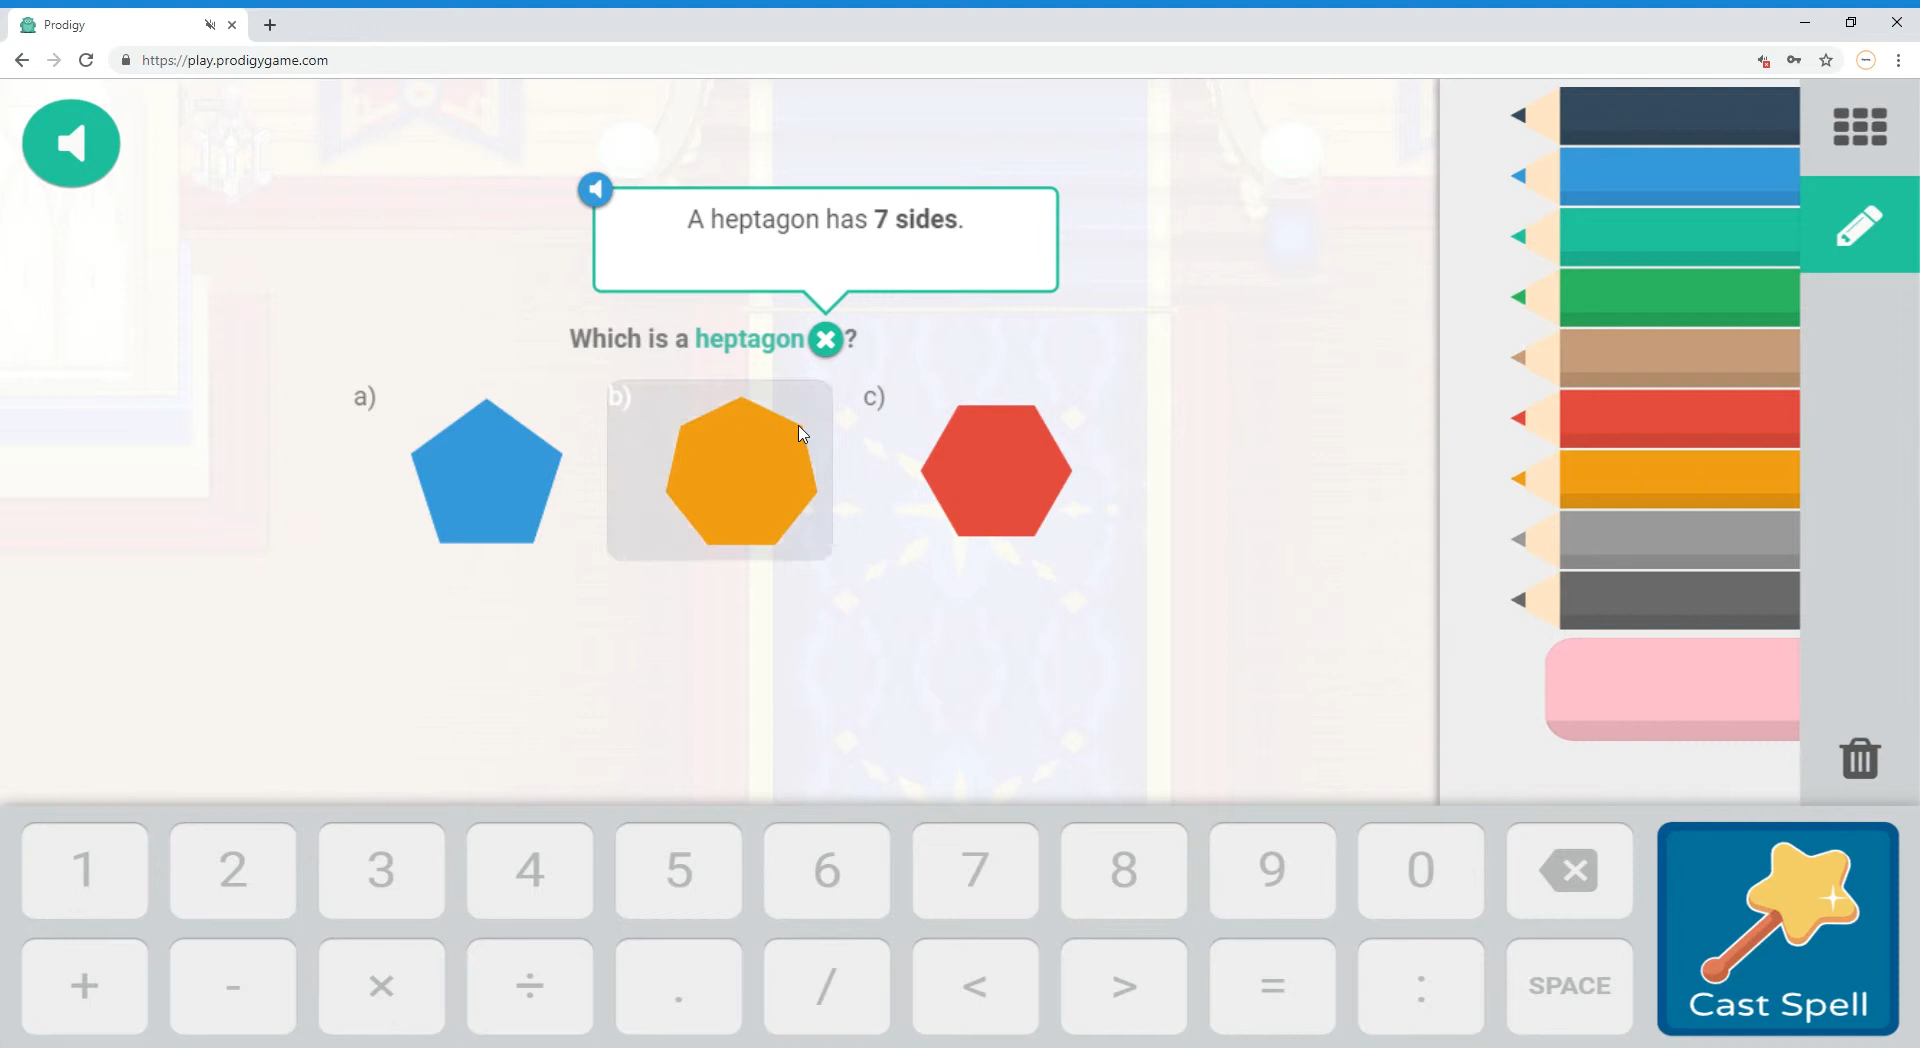 Prodigy
https://play.prodigygame.com
A heptagon has 7 sides.
Which is a heptagon ?
a)
b)
c)
1 2 3 4 5 6 7 8 9 0
+ - × ÷ . / < > = : SPACE
Cast Spell